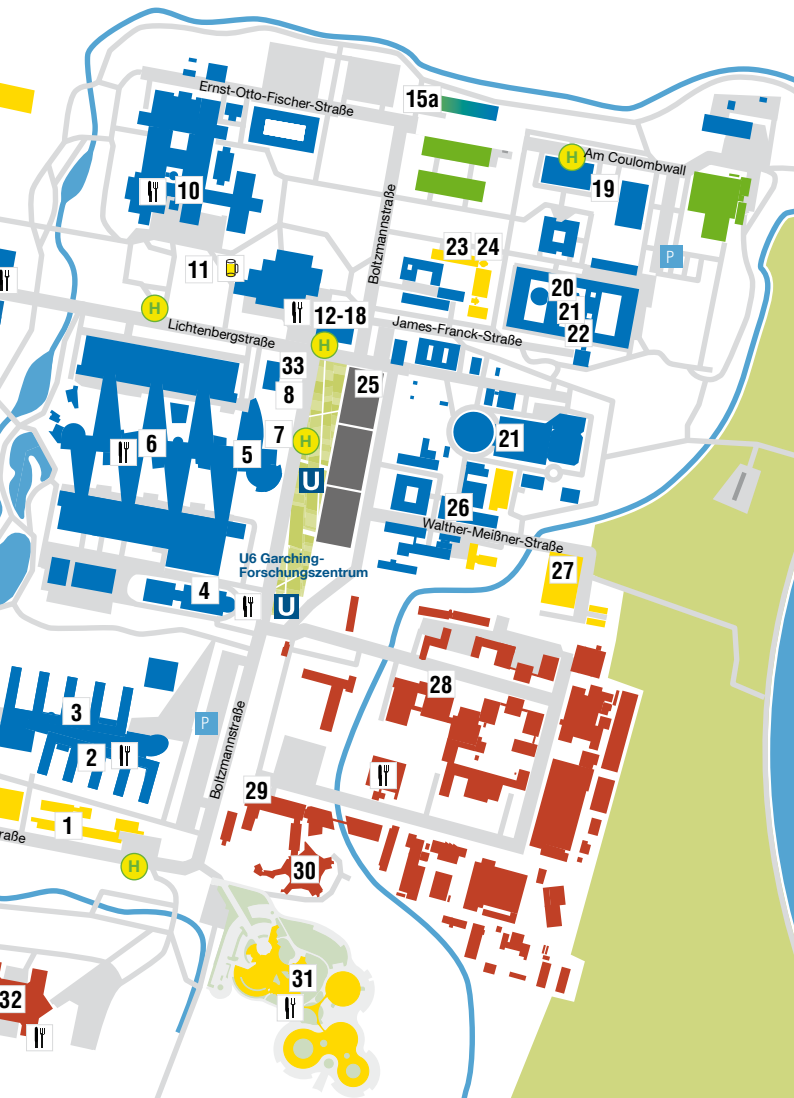 Ernst-Otto-Fischer-Straße
15a
H
Am Coulombwall
19
10
Boltzmannstraße
23
24
P
11
20
21
22
H
12-18
Lichtenbergstraße
H
James-Franck-Straße
33
25
8
7
H
21
6
5
U
26
Walther-Meißner-Straße
U6 Garching-
Forschungszentrum
27
4
U
28
3
P
2
Boltzmannstraße
29
1
raße
H
30
31
32